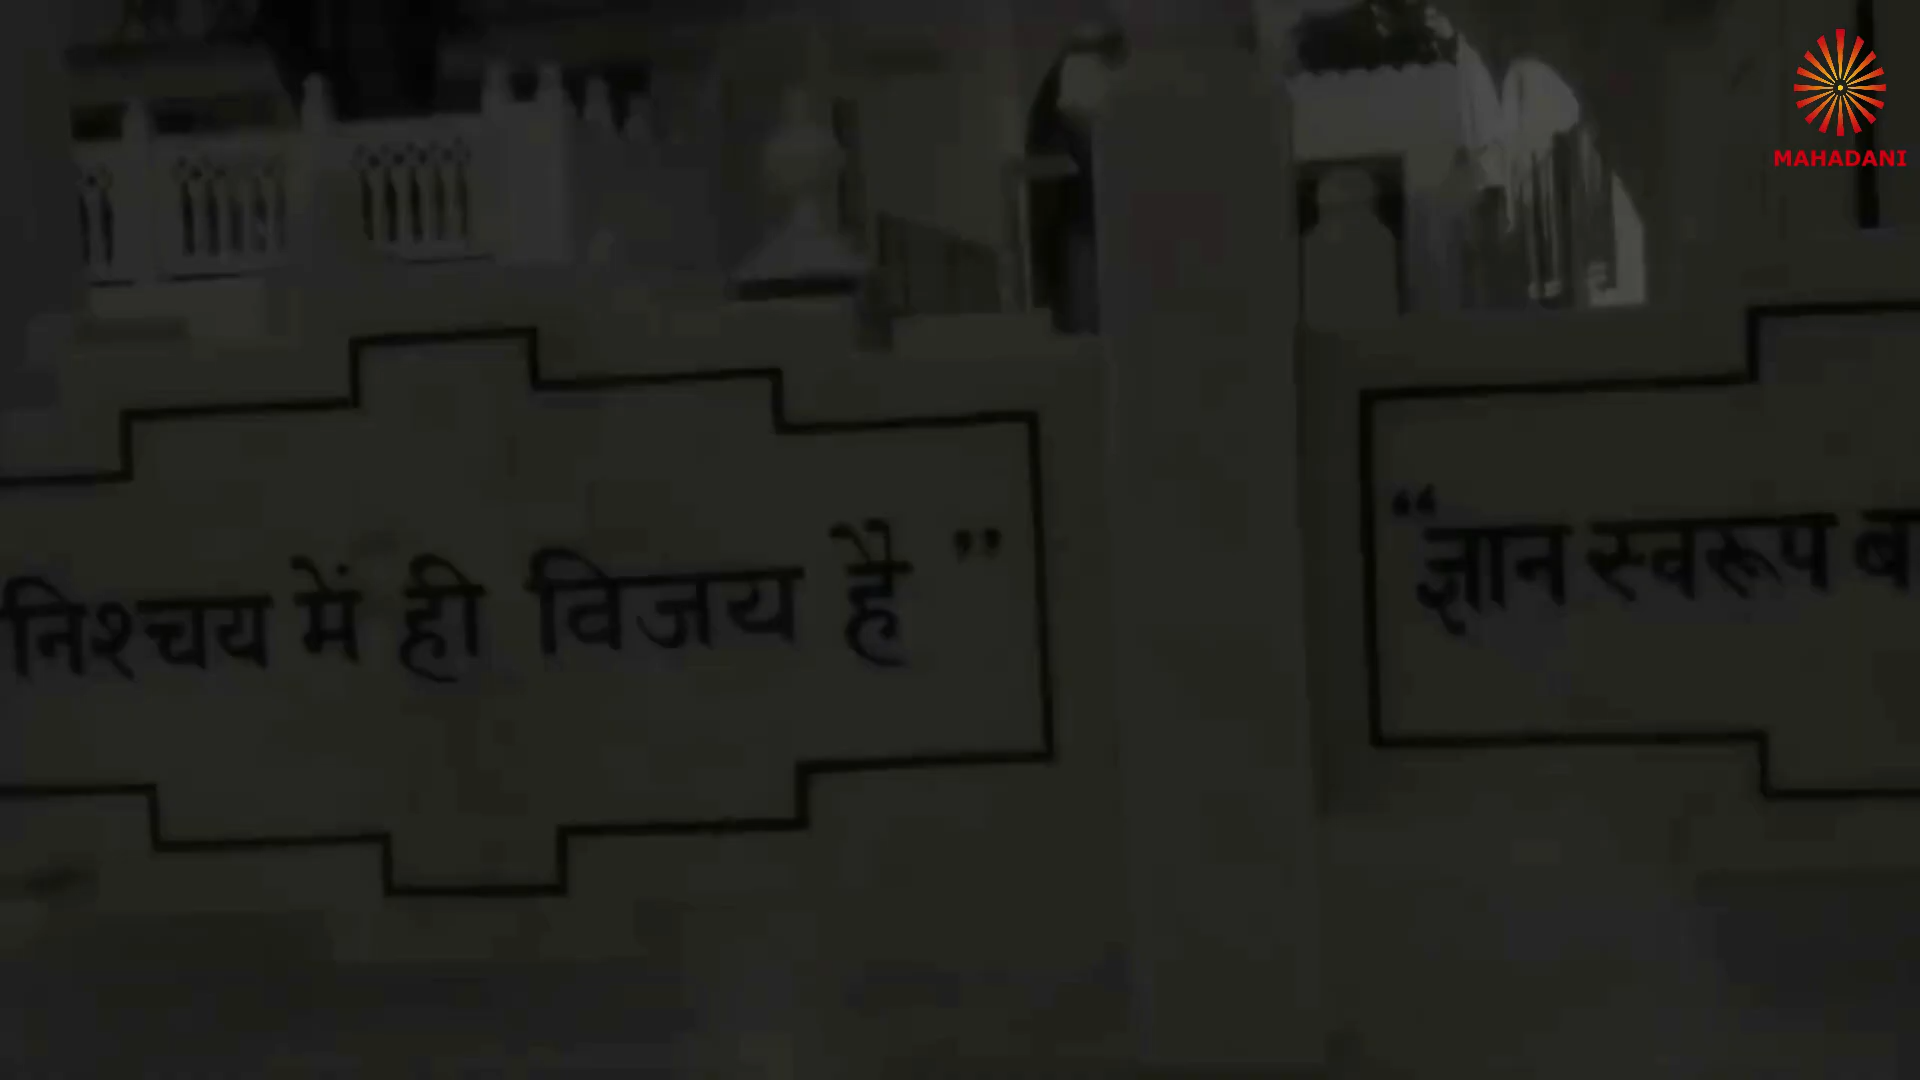 MAHADANI
निश्चय में ही विजय है ”
“ ज्ञान स्वरूप